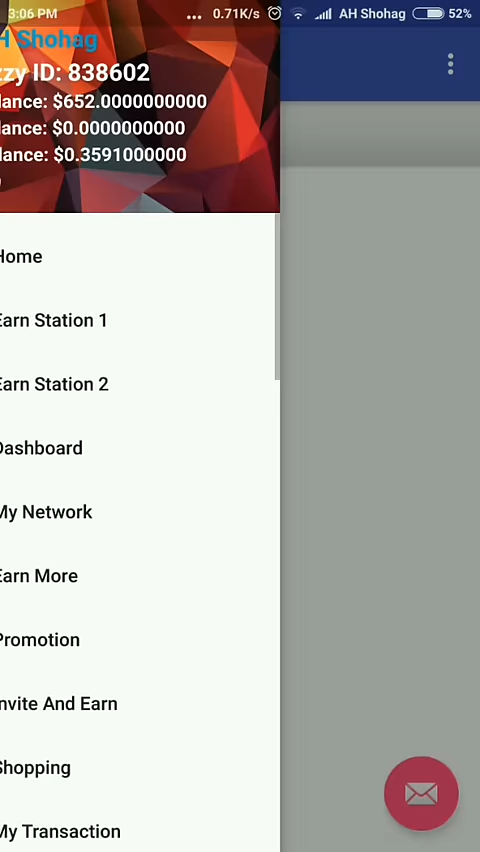 3:06 PM ... 0.71K/s AH Shohag 52%
H Shohag
zzy ID: 838602
lance: $652.0000000000
lance: $0.0000000000
lance: $0.3591000000
Home
Earn Station 1
Earn Station 2
Dashboard
My Network
Earn More
Promotion
Invite And Earn
Shopping
My Transaction